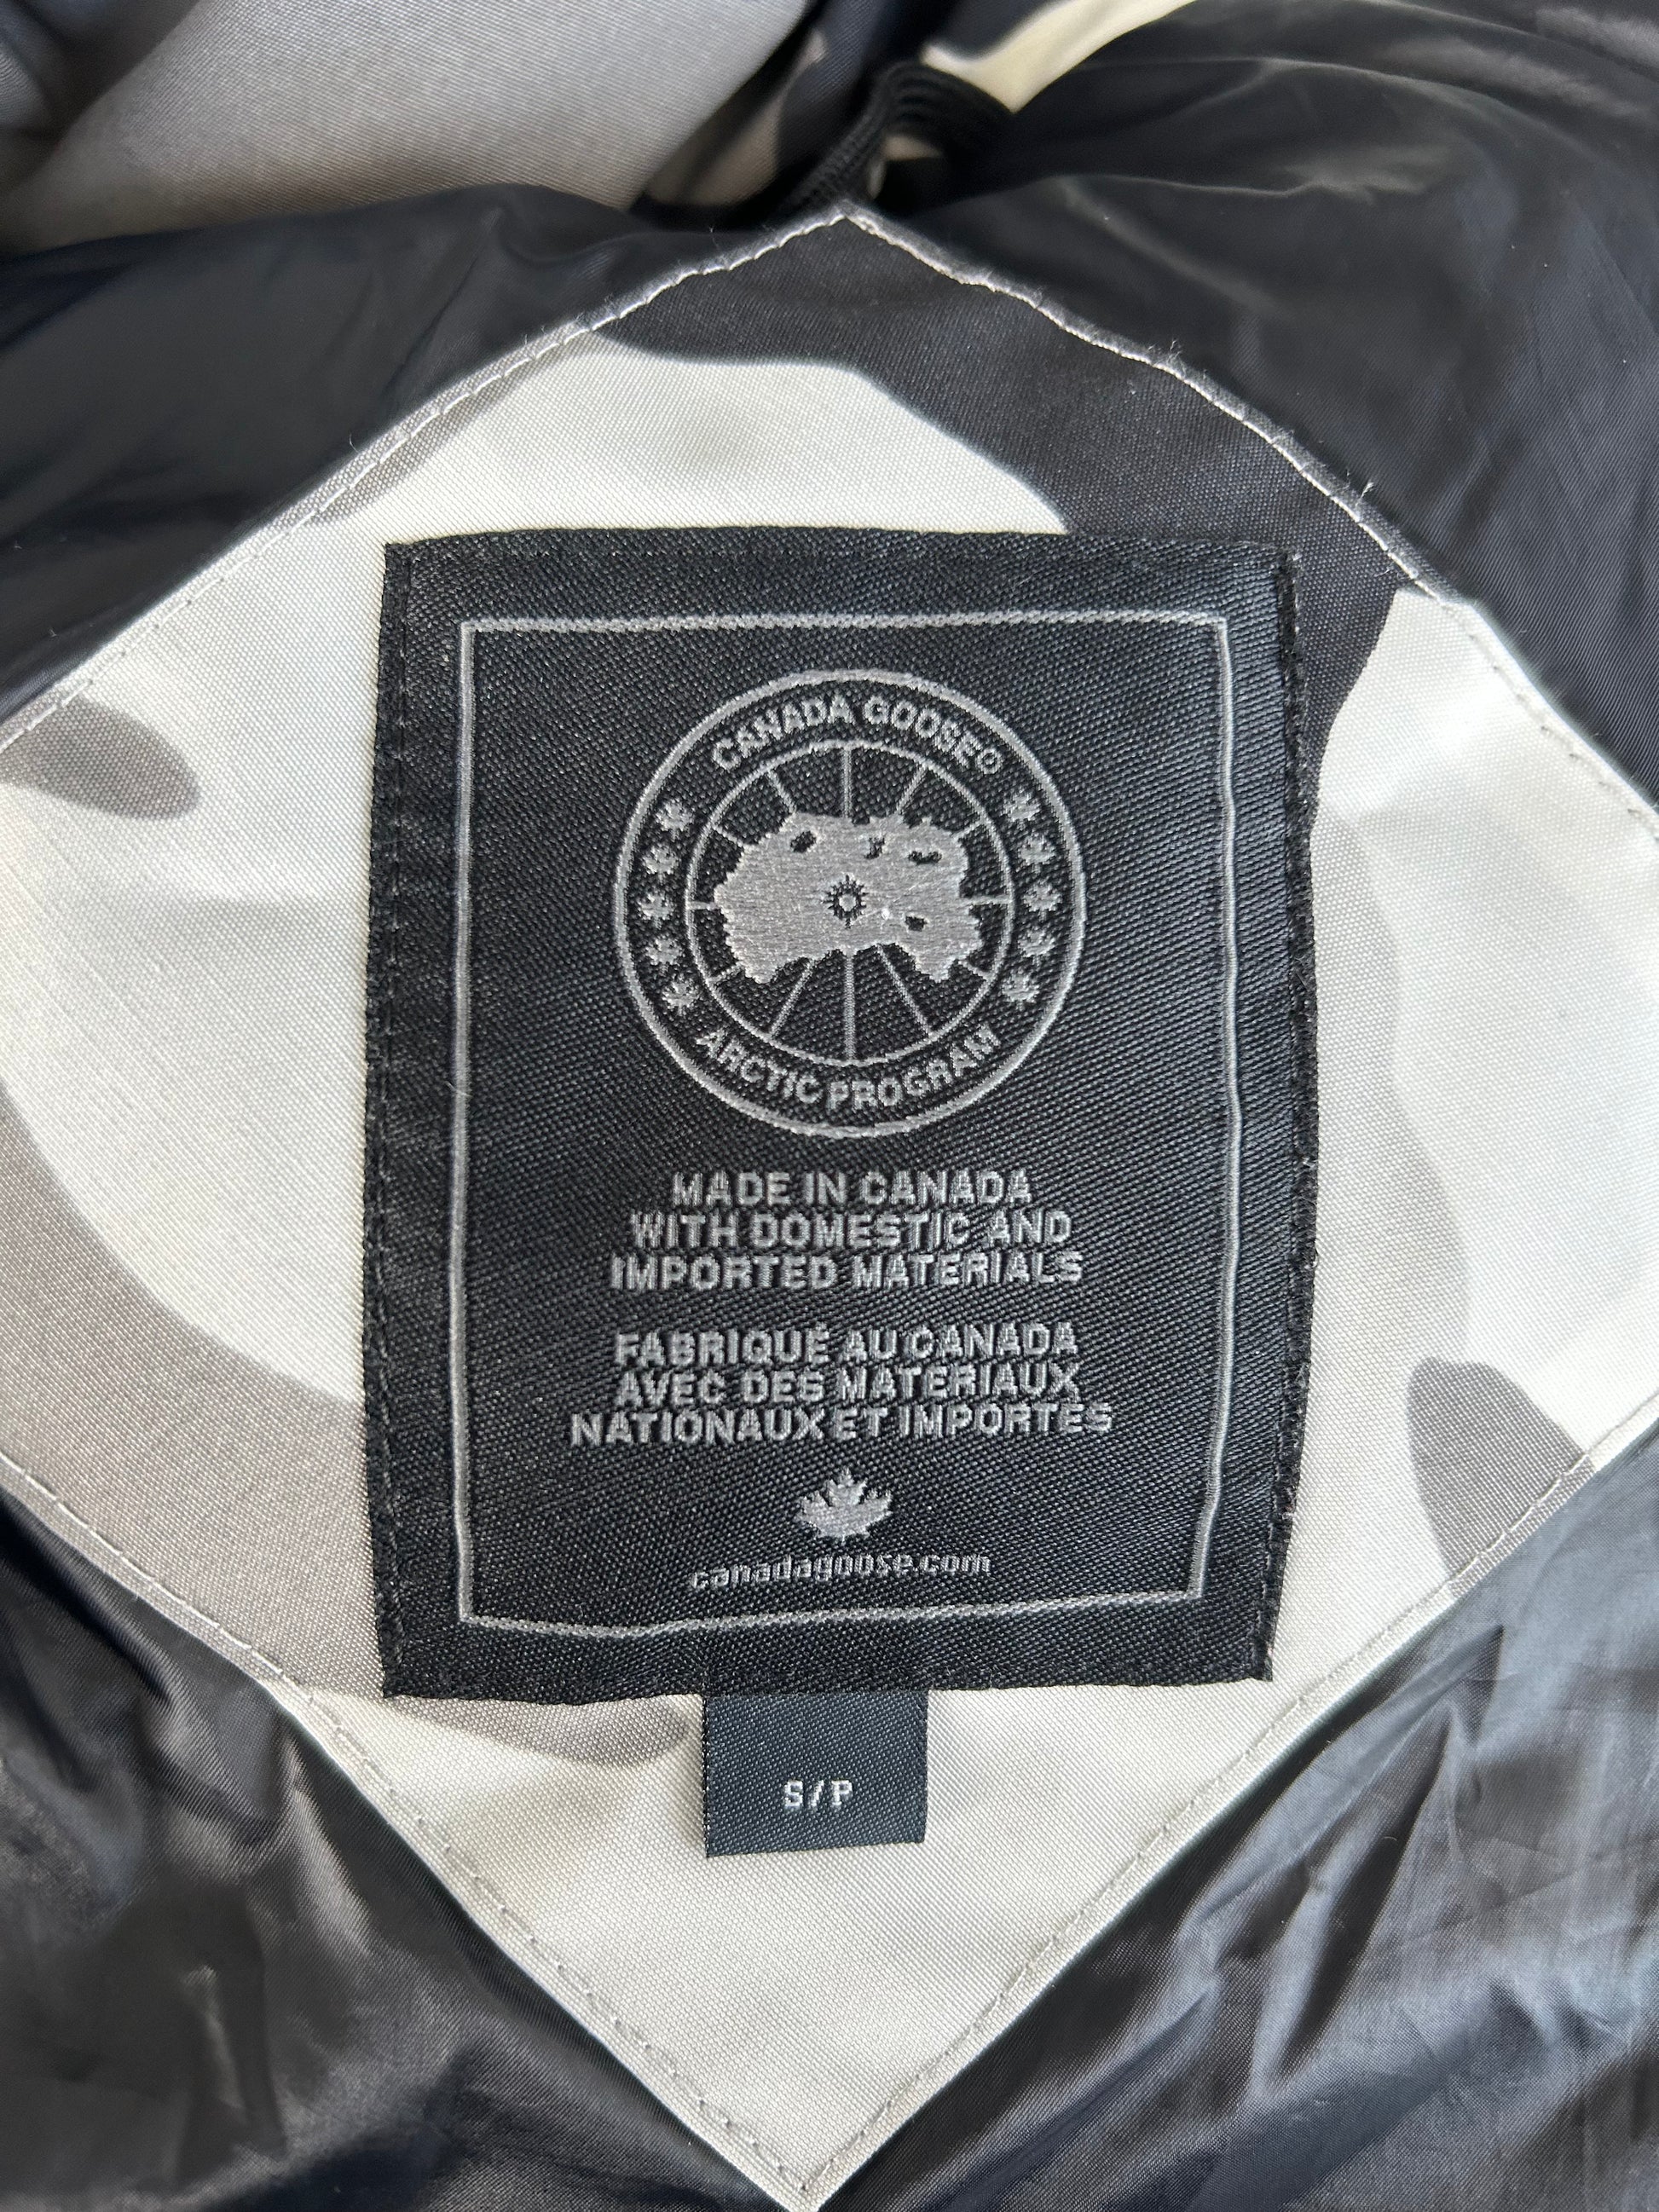 CANADA GOOSE®
ARCTIC PROGRAM
MADE IN CANADA
WITH DOMESTIC AND
IMPORTED MATERIALS
FABRIQUÉ AU CANADA
AVEC DES MATERIAUX
NATIONAUX ET IMPORTÉS
canadagoose.com
S/P